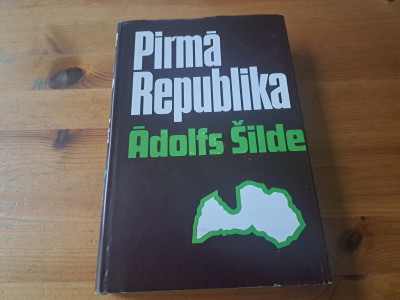 Pirmā
Republika
Ādolfs Šilde